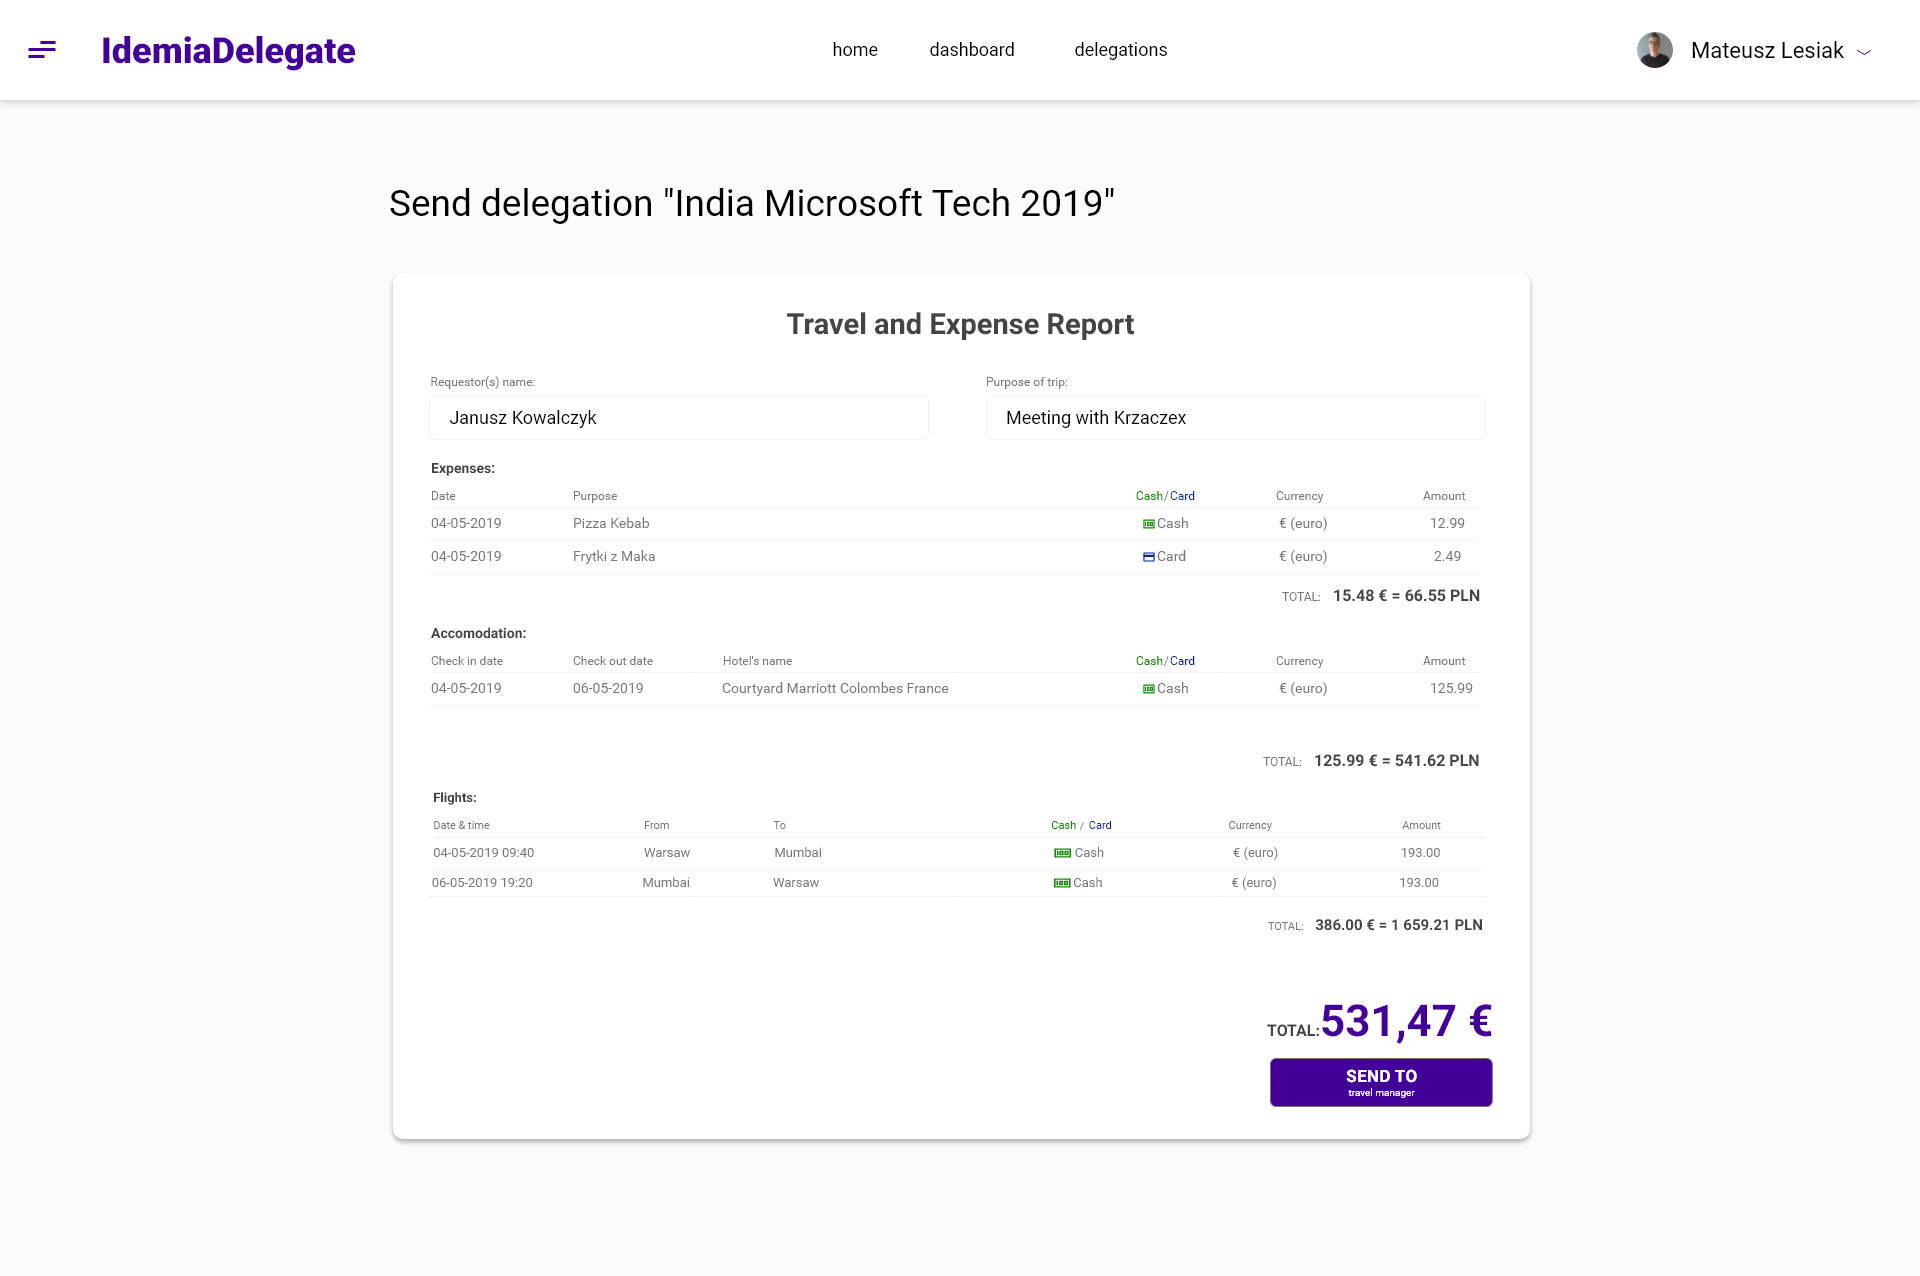 IdemiaDelegate home dashboard delegations Mateusz Lesiak
Send delegation "India Microsoft Tech 2019"
Travel and Expense Report
Requestor(s) name: Purpose of trip:
Janusz Kowalczyk Meeting with Krzaczex
Expenses:
Date Purpose Cash/Card Currency Amount
04-05-2019 Pizza Kebab Cash € (euro) 12.99
04-05-2019 Frytki z Maka Card € (euro) 2.49
TOTAL: 15.48 € = 66.55 PLN
Accomodation:
Check in date Check out date Hotel's name Cash/Card Currency Amount
04-05-2019 06-05-2019 Courtyard Marriott Colombes France Cash € (euro) 125.99
TOTAL: 125.99 € = 541.62 PLN
Flights:
Date & time From To Cash / Card Currency Amount
04-05-2019 09:40 Warsaw Mumbai Cash € (euro) 193.00
06-05-2019 19:20 Mumbai Warsaw Cash € (euro) 193.00
TOTAL: 386.00 € = 1 659.21 PLN
TOTAL: 531,47 €
SEND TO
travel manager